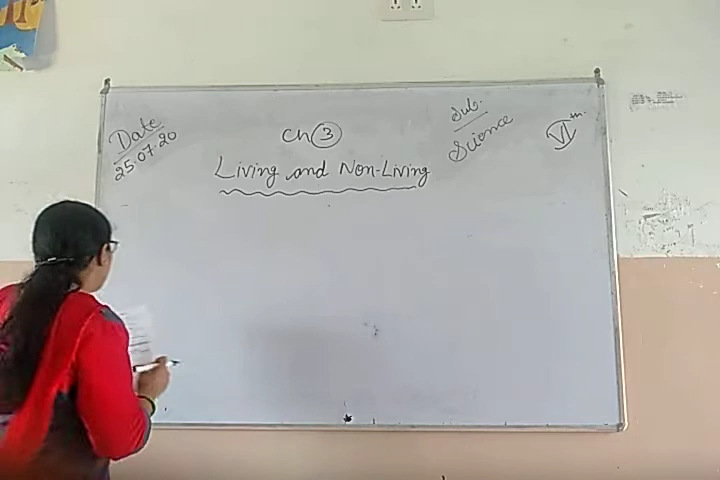 Date
25.07.20
Ch 3
Living and Non-Living
Sub.
Science
VI th.